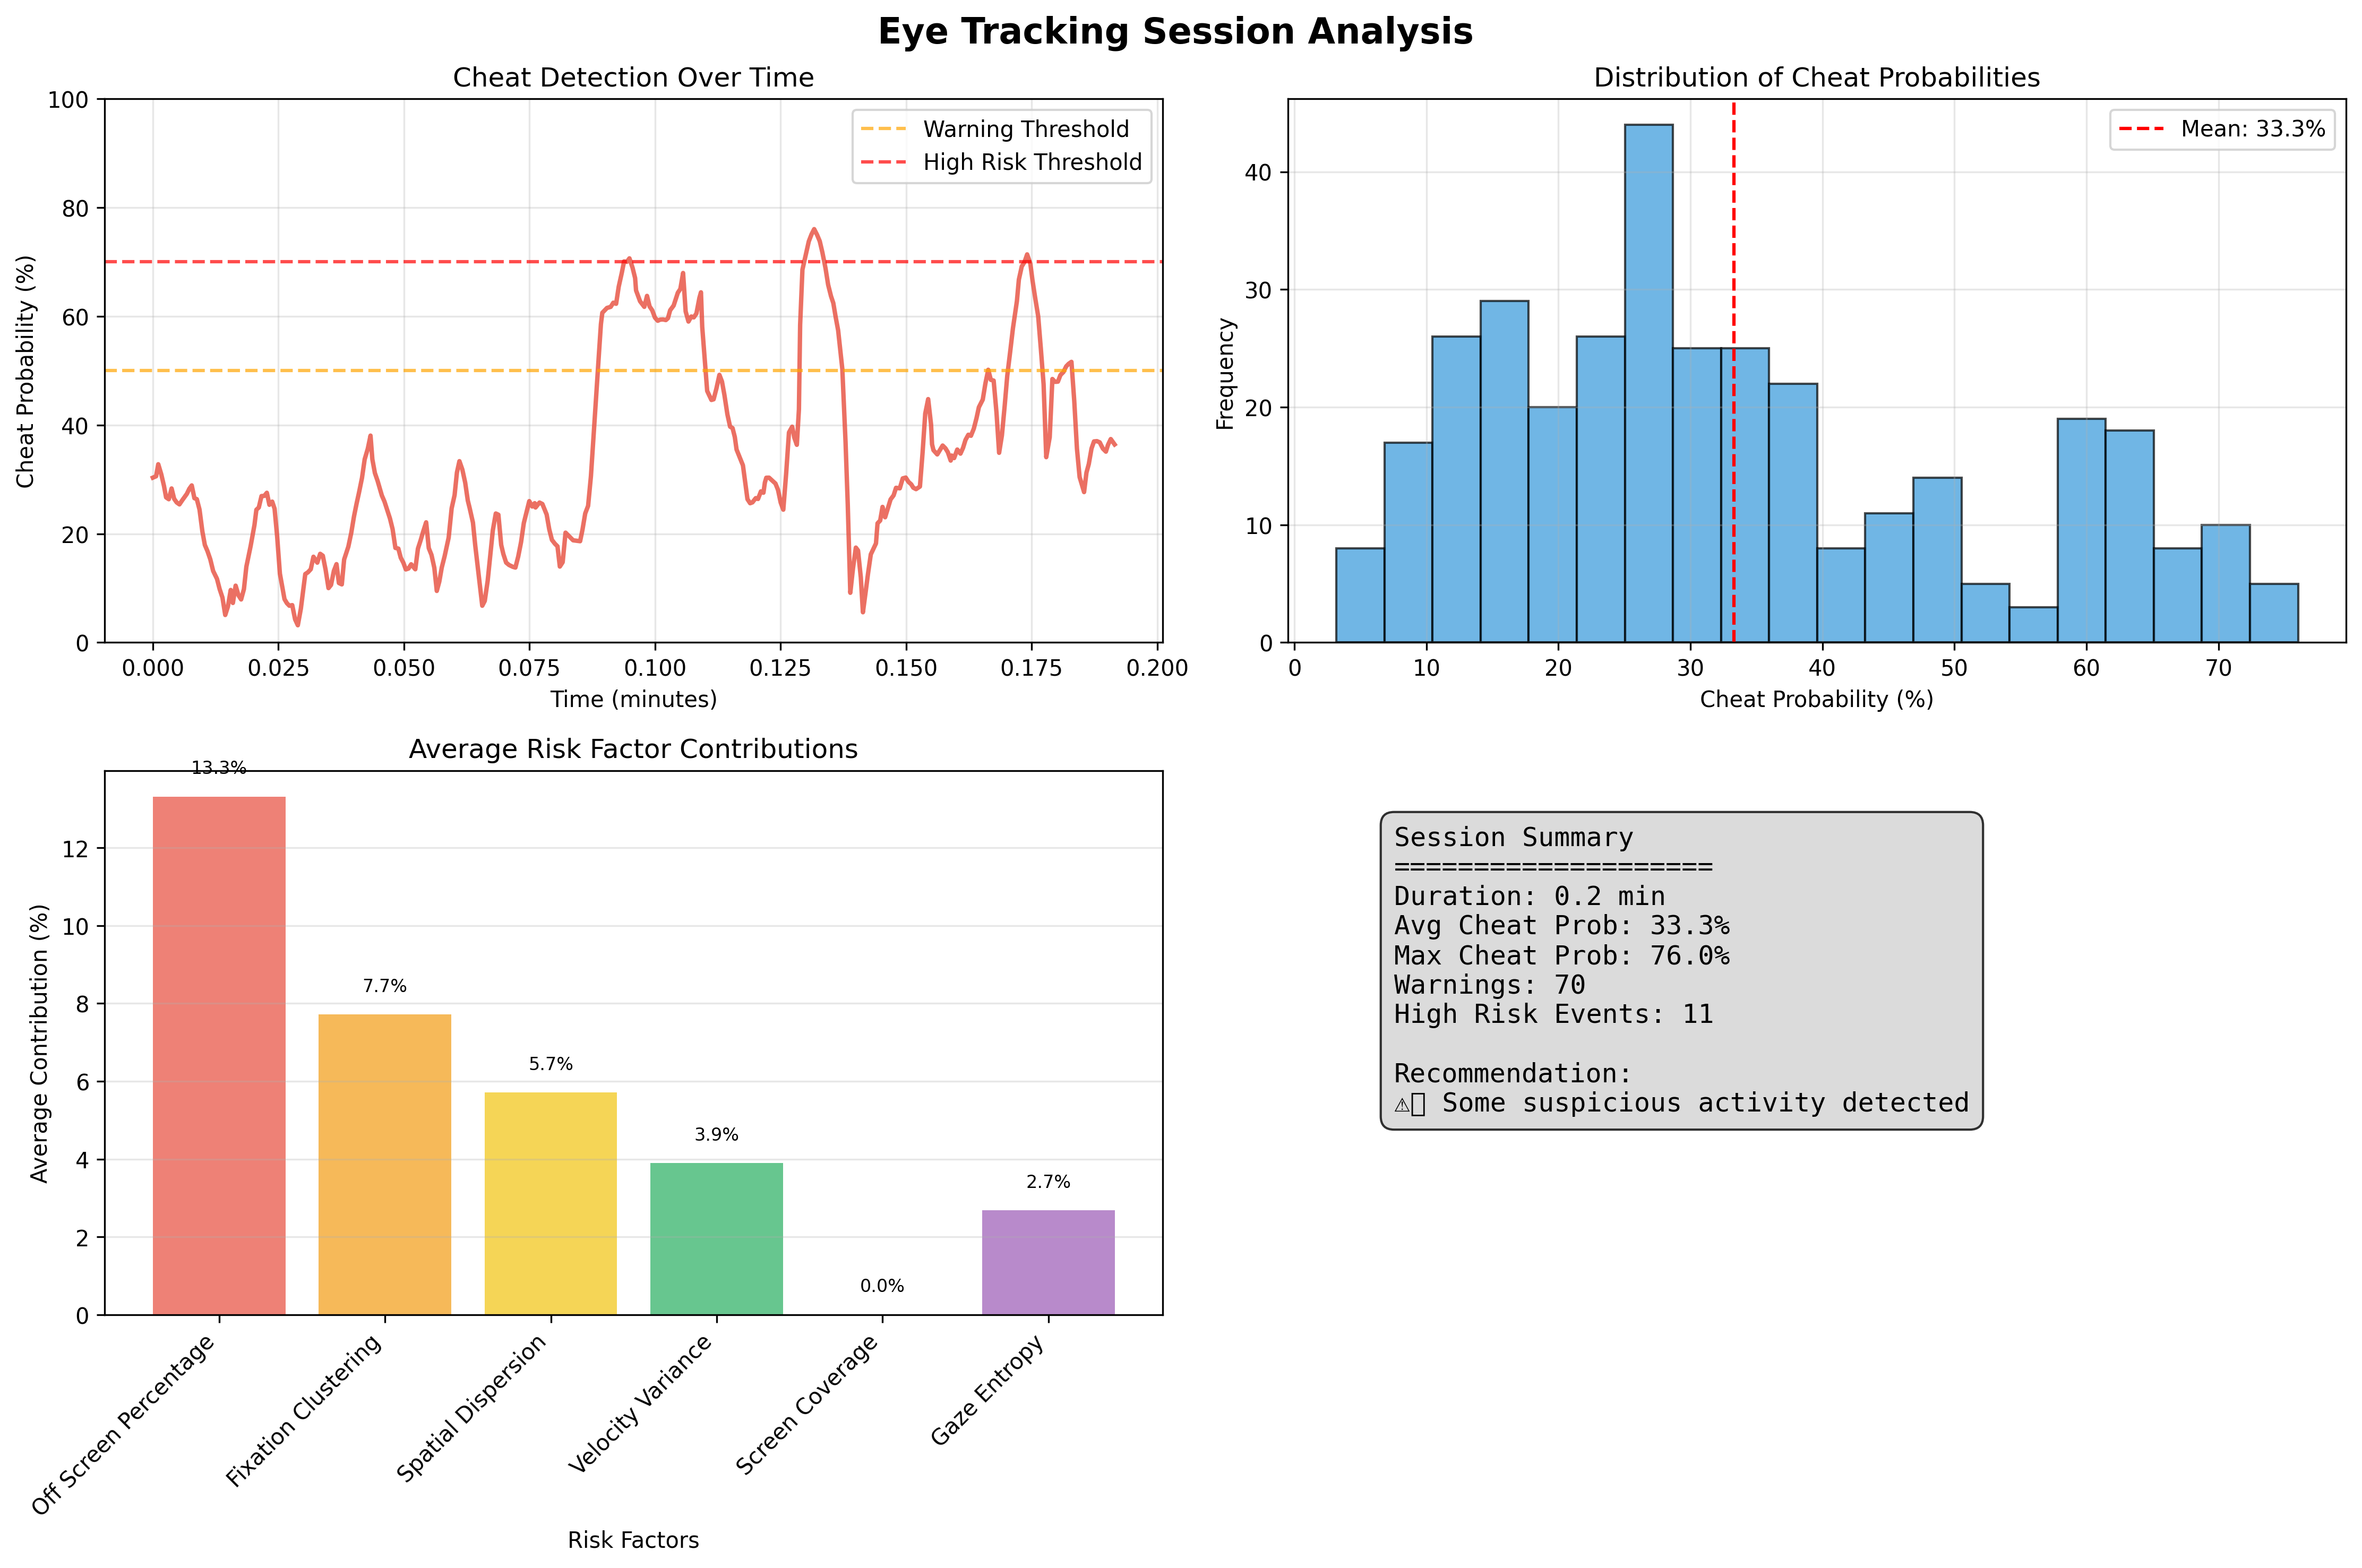 Eye Tracking Session Analysis
Cheat Detection Over Time
100
80
60
40
20
0
Cheat Probability (%)
Warning Threshold
High Risk Threshold
0.000 0.025 0.050 0.075 0.100 0.125 0.150 0.175 0.200
Time (minutes)
Distribution of Cheat Probabilities
40
30
20
10
0
Frequency
Mean: 33.3%
0 10 20 30 40 50 60 70
Cheat Probability (%)
Average Risk Factor Contributions
12
10
8
6
4
2
0
Average Contribution (%)
13.3%
7.7%
5.7%
3.9%
0.0%
2.7%
Off Screen Percentage
Fixation Clustering
Spatial Dispersion
Velocity Variance
Screen Coverage
Gaze Entropy
Risk Factors
Session Summary
====================
Duration: 0.2 min
Avg Cheat Prob: 33.3%
Max Cheat Prob: 76.0%
Warnings: 70
High Risk Events: 11
Recommendation:
⚠▯ Some suspicious activity detected